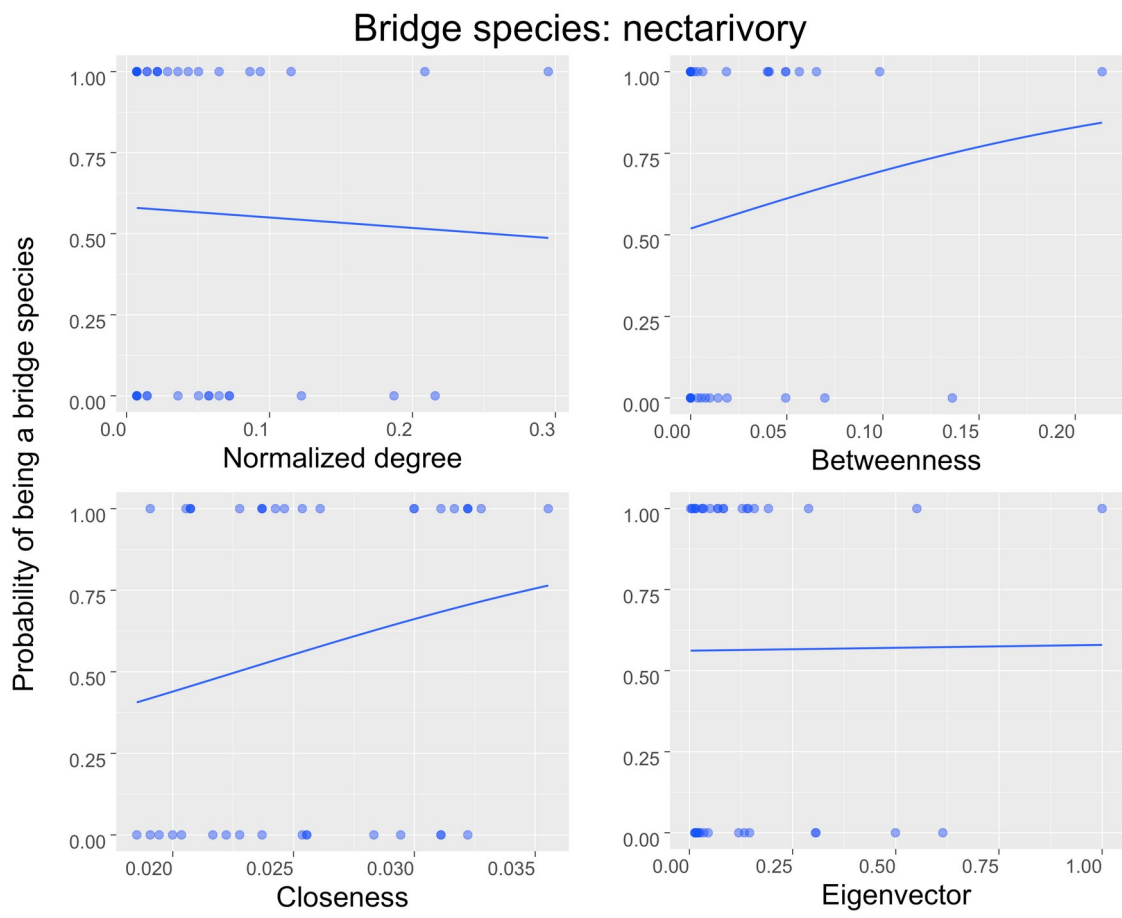 Bridge species: nectarivory
Probability of being a bridge species
1.00
0.75
0.50
0.25
0.00
0.0 0.1 0.2 0.3
Normalized degree
1.00
0.75
0.50
0.25
0.00
0.00 0.05 0.10 0.15 0.20
Betweenness
1.00
0.75
0.50
0.25
0.00
0.020 0.025 0.030 0.035
Closeness
1.00
0.75
0.50
0.25
0.00
0.00 0.25 0.50 0.75 1.00
Eigenvector